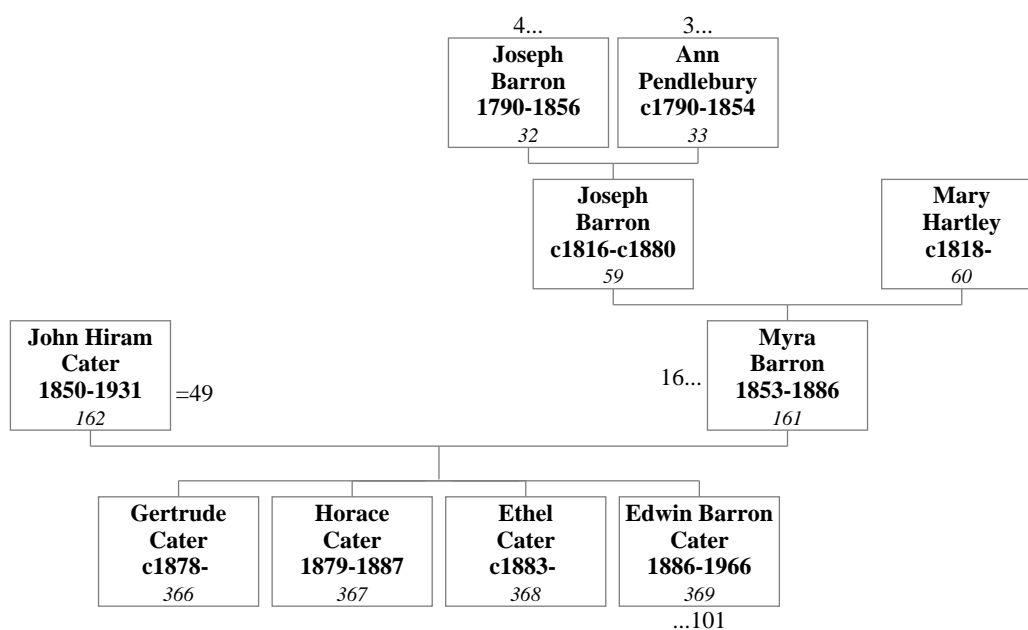 4...
3...
Joseph
Barron
1790-1856
32
Ann
Pendlebury
c1790-1854
33
Joseph
Barron
c1816-c1880
59
Mary
Hartley
c1818-
60
John Hiram
Cater
1850-1931
162
=49
16...
Myra
Barron
1853-1886
161
Gertrude
Cater
c1878-
366
Horace
Cater
1879-1887
367
Ethel
Cater
c1883-
368
Edwin Barron
Cater
1886-1966
369
...101